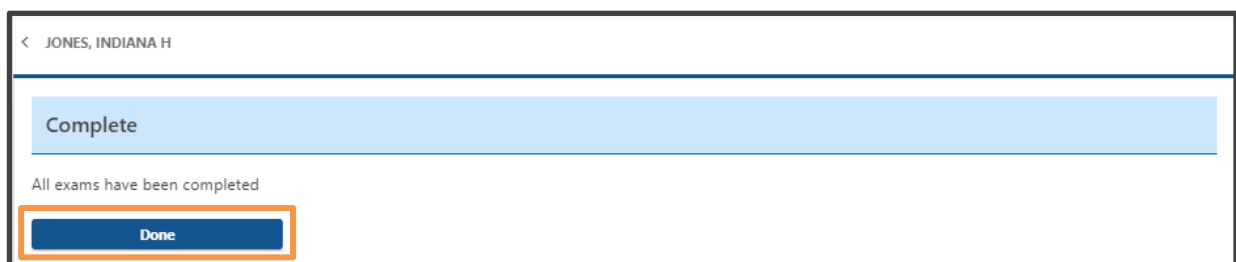 < JONES, INDIANA H
Complete
All exams have been completed
Done